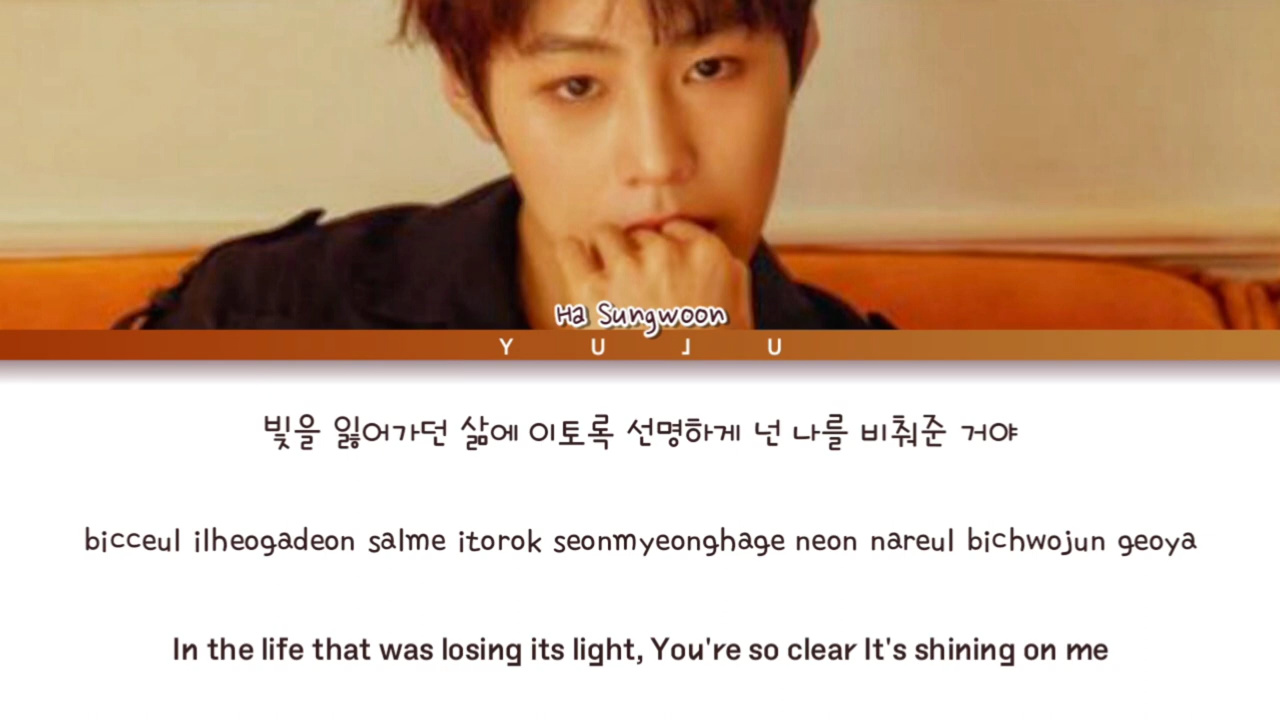 Ha Sungwoon
YUJU
빛을 잃어가던 삶에 이토록 선명하게 넌 나를 비춰준 거야
bicceul ilheogadeon salme itorok seonmyeonghage neon nareul bichwojun geoya
In the life that was losing its light, You're so clear It's shining on me